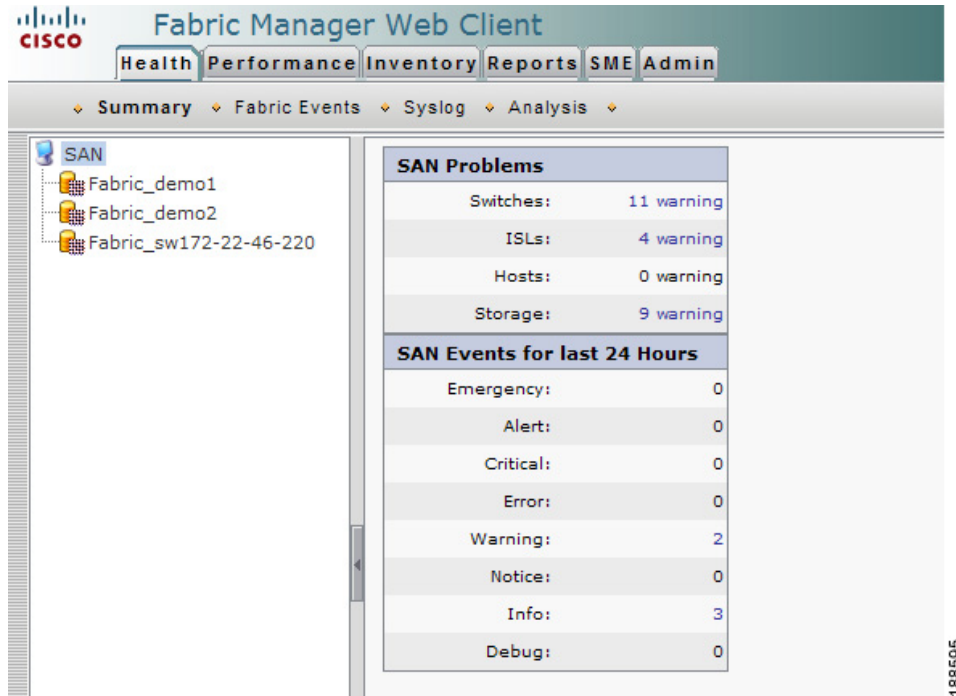 CISCO
Fabric Manager Web Client
Health Performance Inventory Reports SME Admin
Summary Fabric Events Syslog Analysis
SAN
Fabric_demo1
Fabric_demo2
Fabric_sw172-22-46-220
SAN Problems
Switches: 11 warning
ISLs: 4 warning
Hosts: 0 warning
Storage: 9 warning
SAN Events for last 24 Hours
Emergency: 0
Alert: 0
Critical: 0
Error: 0
Warning: 2
Notice: 0
Info: 3
Debug: 0
188595